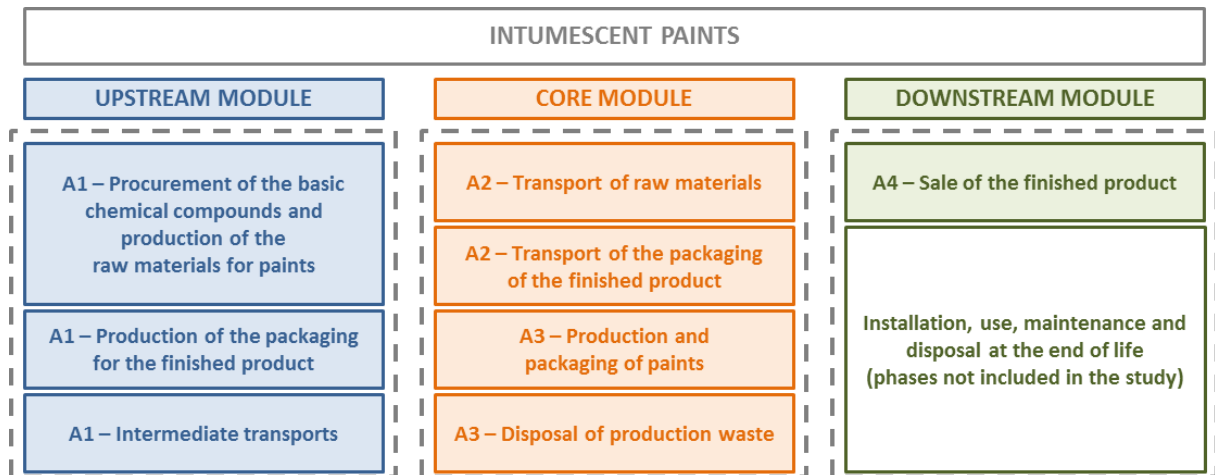 INTUMESCENT PAINTS
UPSTREAM MODULE
A1 – Procurement of the basic
chemical compounds and
production of the
raw materials for paints
A1 – Production of the packaging
for the finished product
A1 – Intermediate transports
CORE MODULE
A2 – Transport of raw materials
A2 – Transport of the packaging
of the finished product
A3 – Production and
packaging of paints
A3 – Disposal of production waste
DOWNSTREAM MODULE
A4 – Sale of the finished product
Installation, use, maintenance and
disposal at the end of life
(phases not included in the study)